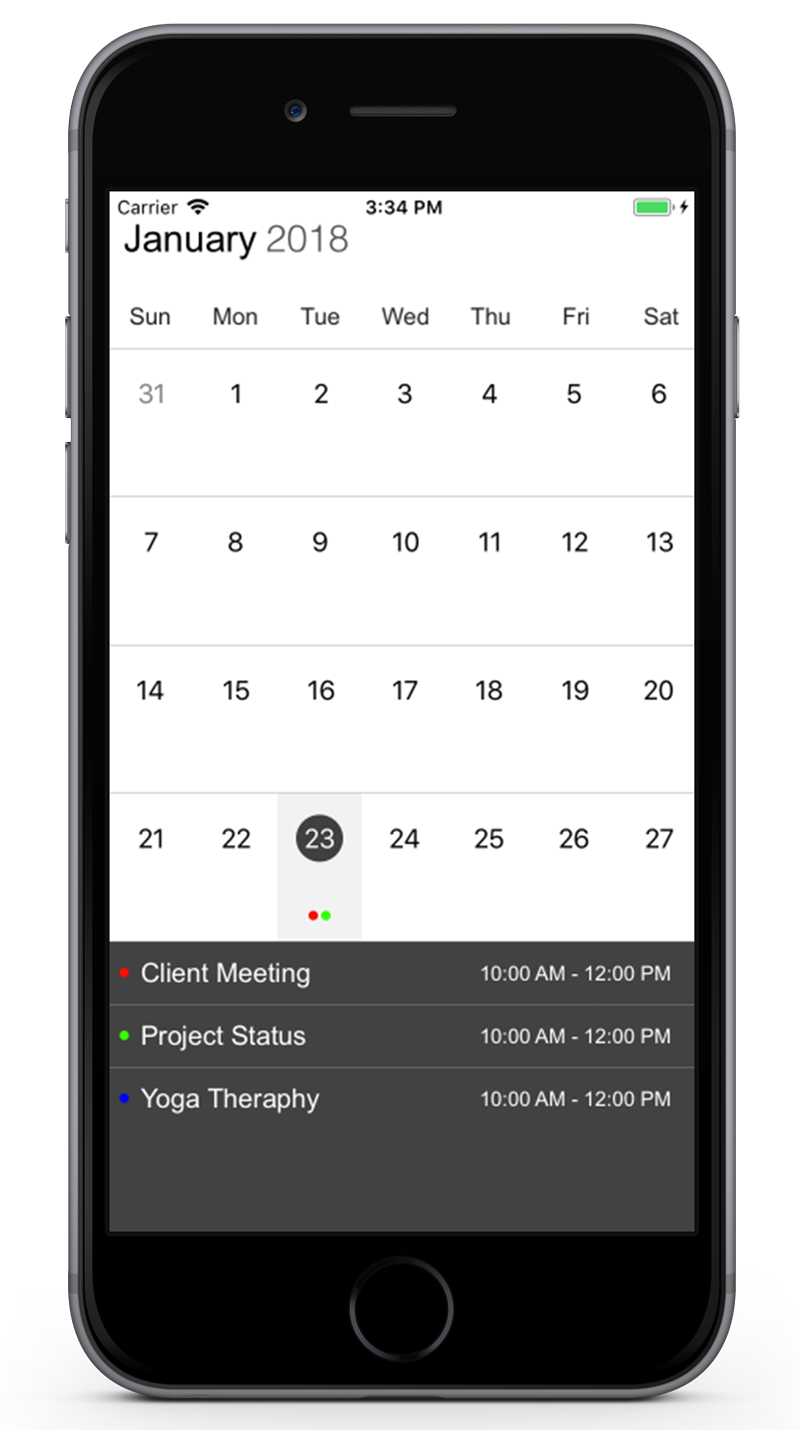 Carrier 3:34 PM
January 2018
Sun Mon Tue Wed Thu Fri Sat
31 1 2 3 4 5 6
7 8 9 10 11 12 13
14 15 16 17 18 19 20
21 22 23 24 25 26 27
Client Meeting 10:00 AM - 12:00 PM
Project Status 10:00 AM - 12:00 PM
Yoga Theraphy 10:00 AM - 12:00 PM